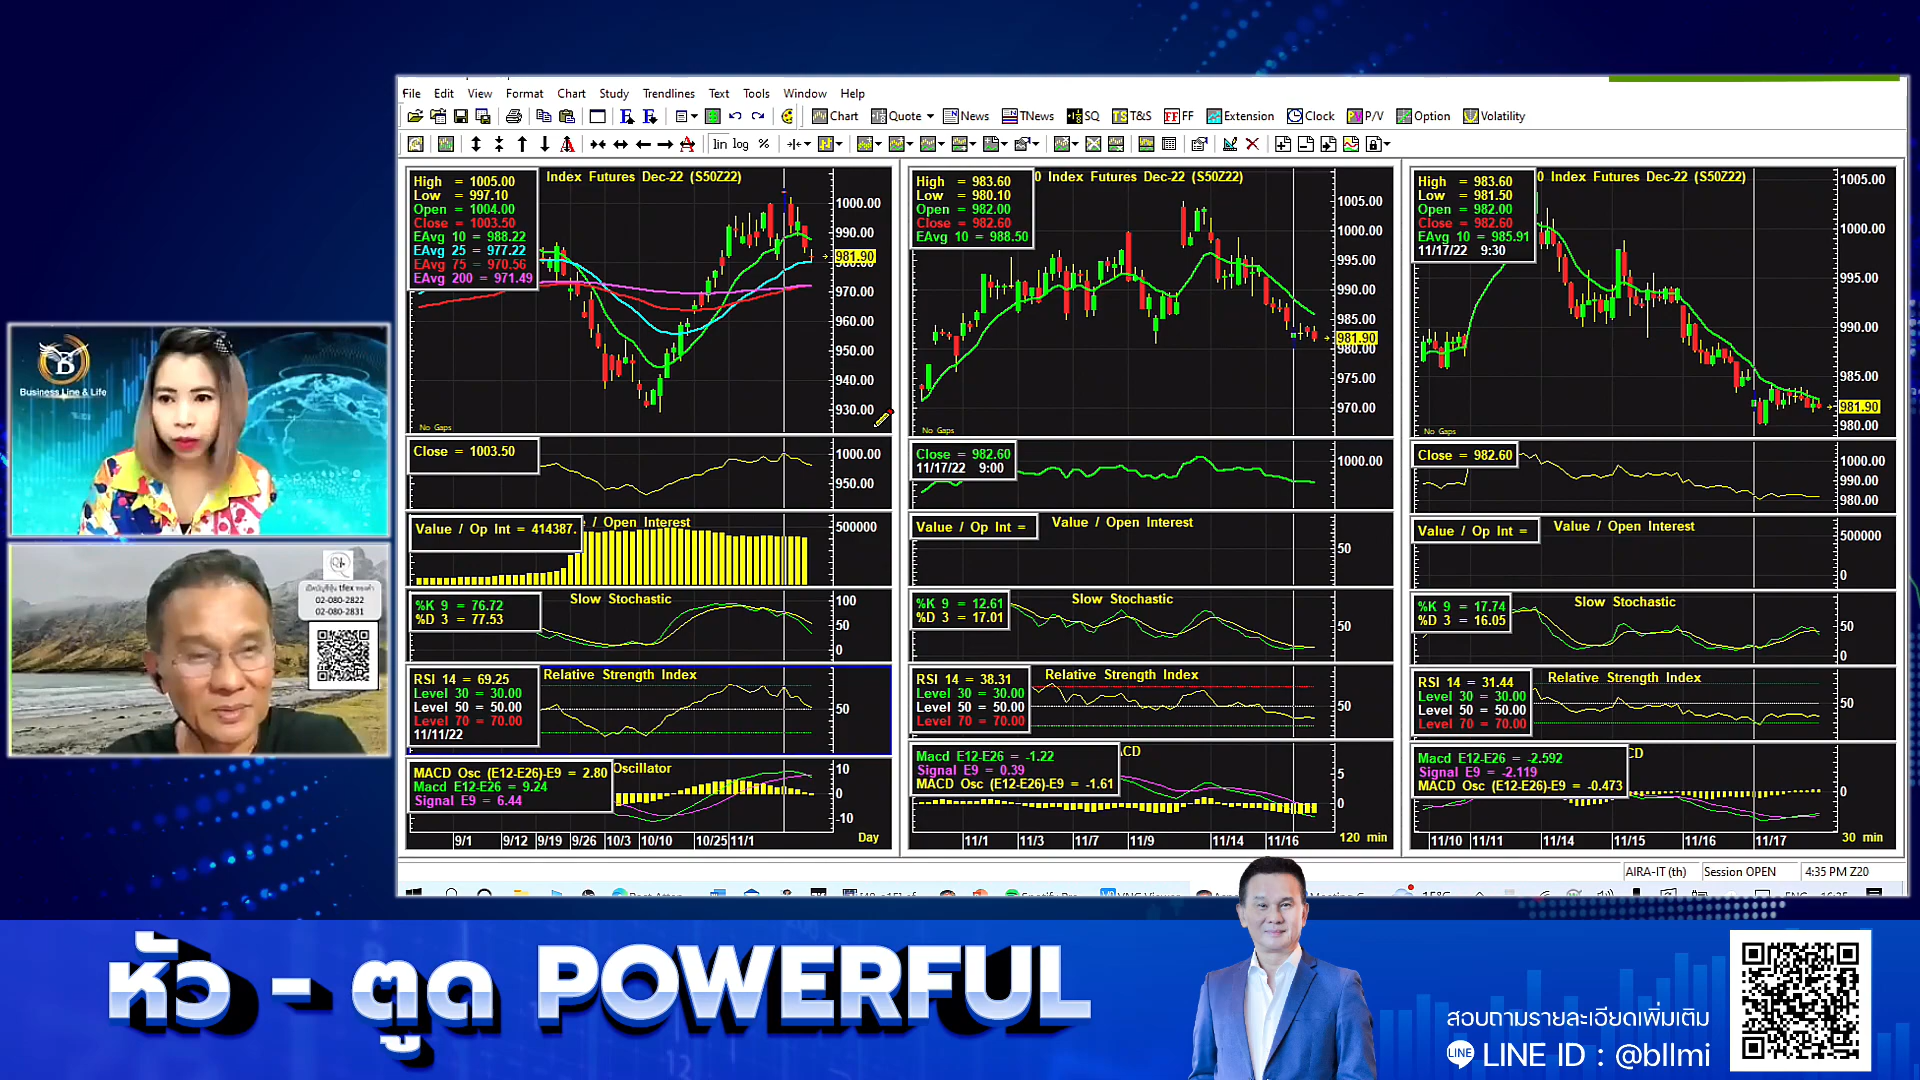 File Edit View Format Chart Study Trendlines Text Tools Window Help
Chart Quote News TNews SQ T&S FF Extension Clock P/V Option Volatility
lin log %
High = 1005.00
Low = 997.10
Open = 1004.00
Close = 1003.50
EAvg 10 = 988.22
EAvg 25 = 977.22
EAvg 75 = 970.56
EAvg 200 = 971.49
Index Futures Dec-22 (S50Z22)
1000.00
990.00
981.90
980.00
970.00
960.00
950.00
940.00
930.00
No Gaps
Close = 1003.50
1000.00
950.00
Value / Op Int = 414387.
/ Open Interest
500000
%K 9 = 76.72
%D 3 = 77.53
Slow Stochastic
100
50
0
RSI 14 = 69.25
Level 30 = 30.00
Level 50 = 50.00
Level 70 = 70.00
11/11/22
Relative Strength Index
50
MACD Osc (E12-E26)-E9 = 2.80
Macd E12-E26 = 9.24
Signal E9 = 6.44
Oscillator
10
0
-10
9/1 9/12 9/19 9/26 10/3 10/10 10/25 11/1
Day
High = 983.60
Low = 980.10
Open = 982.00
Close = 982.60
EAvg 10 = 988.50
0 Index Futures Dec-22 (S50Z22)
1005.00
1000.00
995.00
990.00
985.00
981.90
980.00
975.00
970.00
No Gaps
Close = 982.60
11/17/22 9:00
1000.00
Value / Op Int =
Value / Open Interest
50
%K 9 = 12.61
%D 3 = 17.01
Slow Stochastic
50
RSI 14 = 38.31
Level 30 = 30.00
Level 50 = 50.00
Level 70 = 70.00
Relative Strength Index
50
Macd E12-E26 = -1.22
Signal E9 = 0.39
MACD Osc (E12-E26)-E9 = -1.61
CD
5
0
11/1 11/3 11/7 11/9 11/14 11/16
120 min
High = 983.60
Low = 981.50
Open = 982.00
Close = 982.60
EAvg 10 = 985.91
11/17/22 9:30
0 Index Futures Dec-22 (S50Z22)
1005.00
1000.00
995.00
990.00
985.00
981.90
980.00
No Gaps
Close = 982.60
1000.00
990.00
980.00
Value / Op Int =
Value / Open Interest
500000
0
%K 9 = 17.74
%D 3 = 16.05
Slow Stochastic
50
0
RSI 14 = 31.44
Level 30 = 30.00
Level 50 = 50.00
Level 70 = 70.00
Relative Strength Index
50
Macd E12-E26 = -2.592
Signal E9 = -2.119
MACD Osc (E12-E26)-E9 = -0.473
CD
0
11/10 11/11 11/14 11/15 11/16 11/17
30 min
AIRA-IT (th) Session OPEN 4:35 PM Z20
B
Business Line & Life
02-080-2822
02-080-2831
หัว - ตูด POWERFUL
สอบถามรายละเอียดเพิ่มเติม
LINE LINE ID : @bllmi